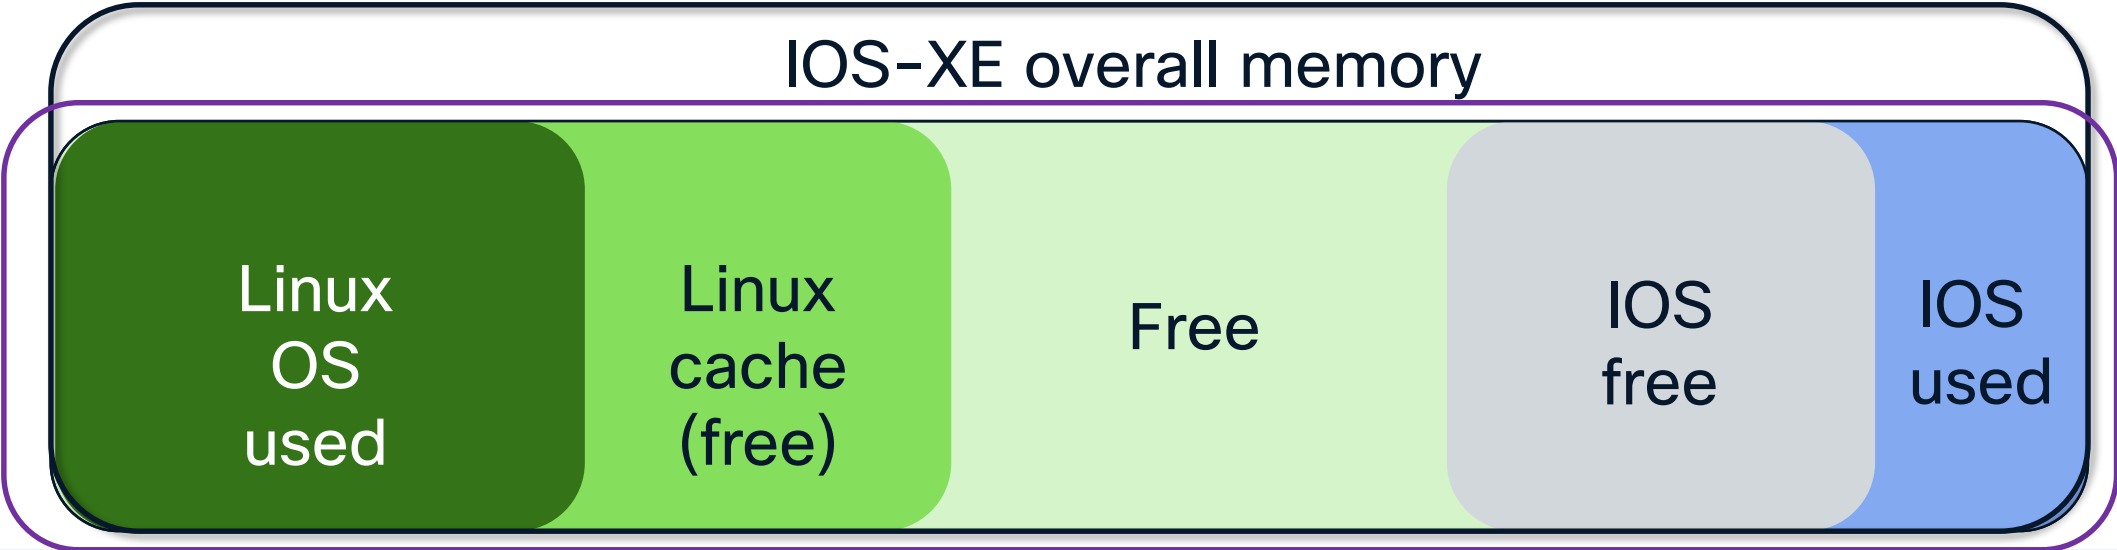 IOS-XE overall memory
Linux
OS
used
Linux
cache
(free)
Free
IOS
free
IOS
used